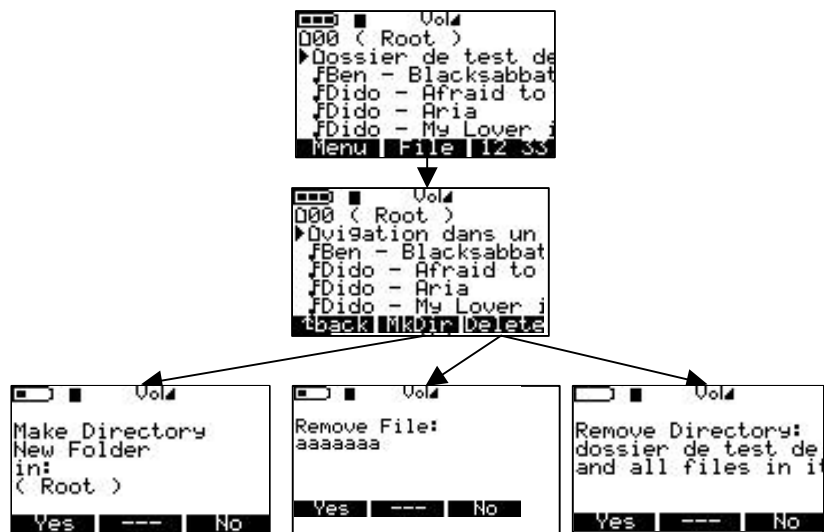 Vol
00 ( Root )
Dossier de test de
Ben - Blacksabbat
Dido - Afraid to
Dido - Aria
Dido - My Lover i
Menu File 12 33
Vol
00 ( Root )
vigation dans un
Ben - Blacksabbat
Dido - Afraid to
Dido - Aria
Dido - My Lover i
back MkDir Delete
Vol
Make Directory
New Folder
in:
( Root )
Yes --- No
Vol
Remove File:
aaaaaaa
Yes --- No
Vol
Remove Directory:
dossier de test de
and all files in it
Yes --- No